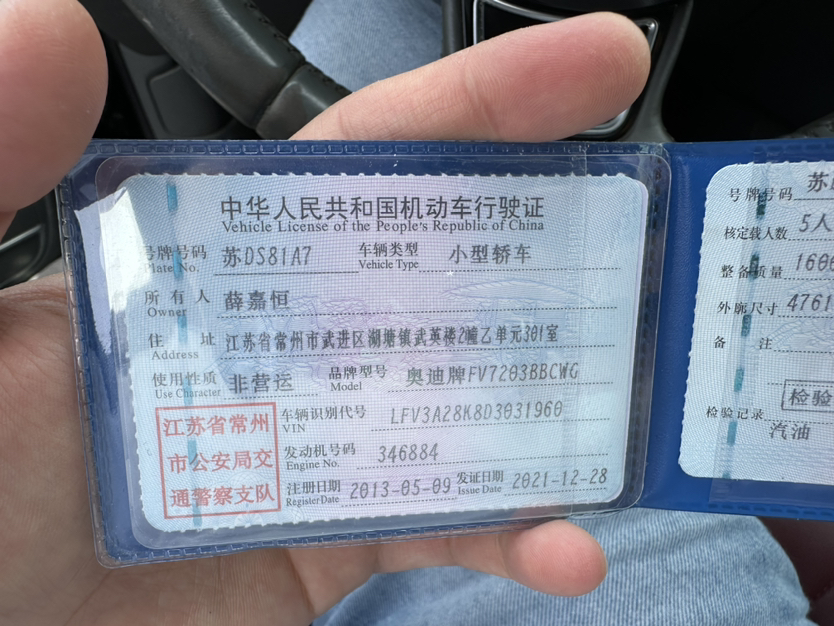 中华人民共和国机动车行驶证
Vehicle License of the People's Republic of China
号牌号码 苏DS81A7 车辆类型 小型轿车
Plate No. Vehicle Type
所有人 薛嘉恒
Owner
住址 江苏省常州市武进区湖塘镇武英楼2幢乙单元301室
Address
使用性质 非营运 品牌型号 奥迪牌FV7203BBCWG
Use Character Model
江苏省常州
市公安局交
通警察支队
车辆识别代号 LFV3A28K8D3031960
VIN
发动机号码 346884
Engine No.
注册日期 2013-05-09 发证日期 2021-12-28
Register Date Issue Date
号牌号码 苏
核定载人数 5人
整备质量 160
外廓尺寸 4761
备注
检验
检验记录
汽油